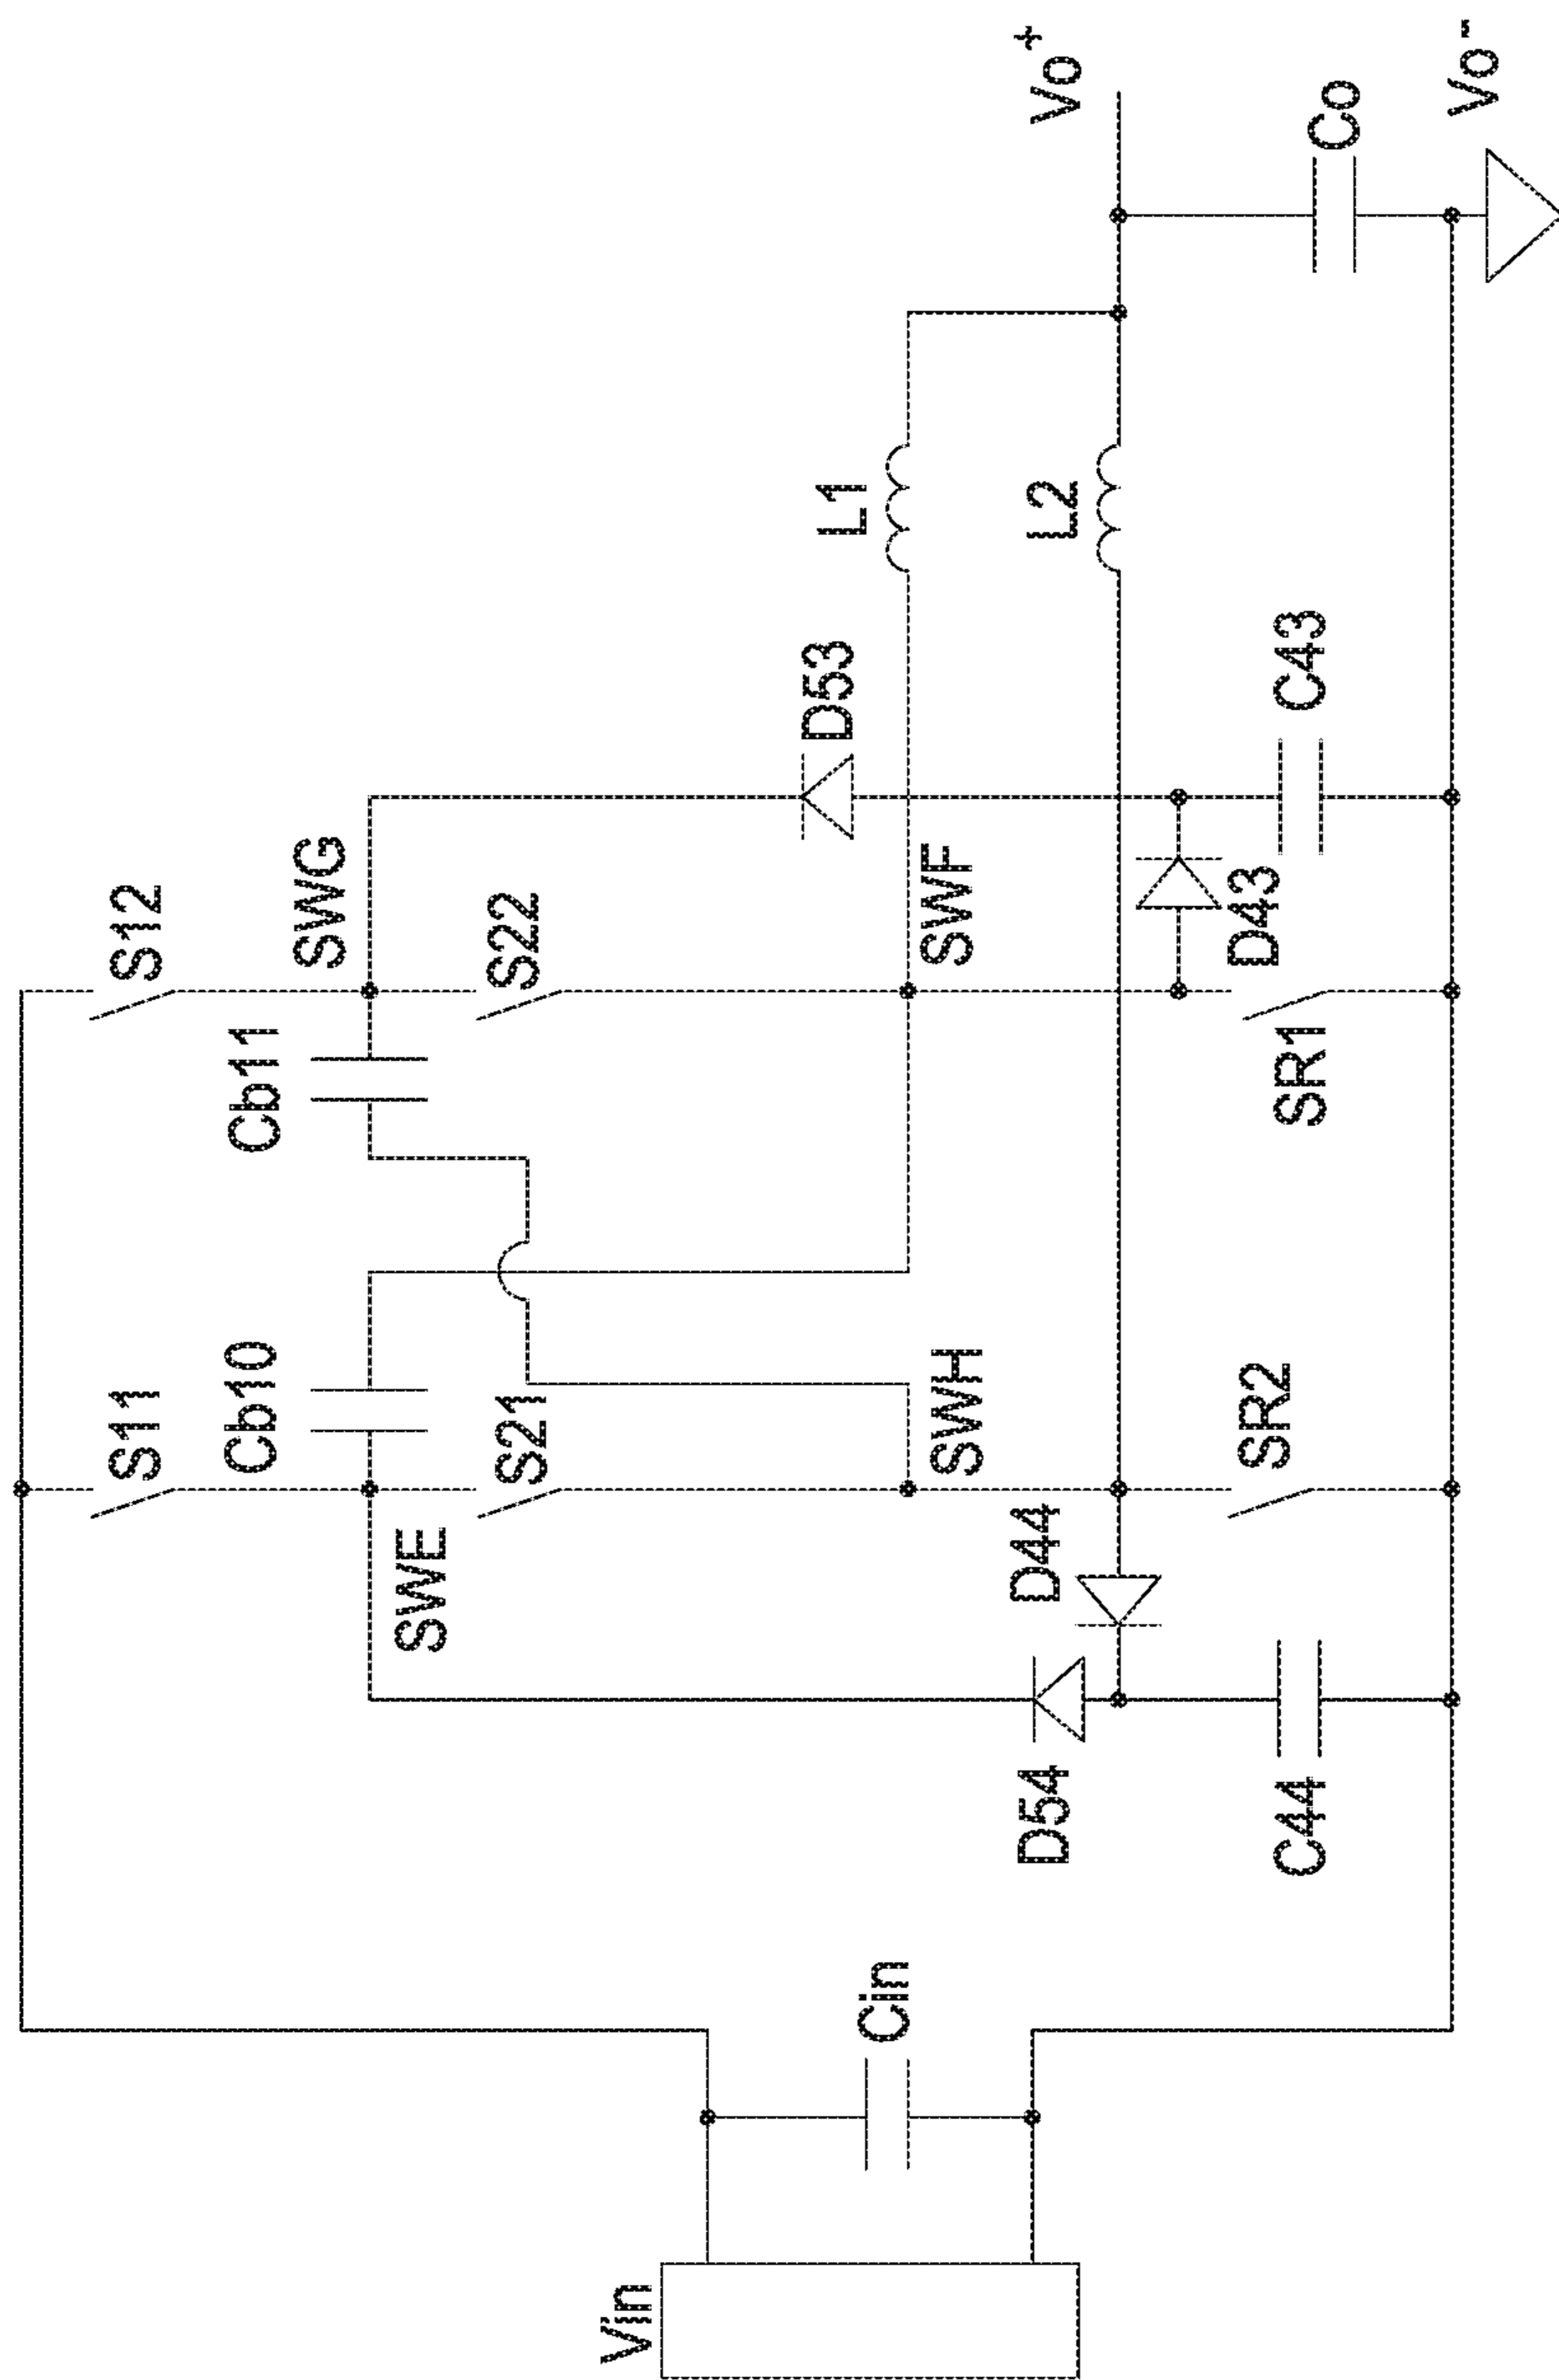 S11
S12
Cb10
Cb11
SWG
SWE
S21
S22
D53
L1
Vin
Cin
SWH
SWF
L2
Vo+
D54
D44
SR2
SR1
D43
C44
C43
Co
Vo-